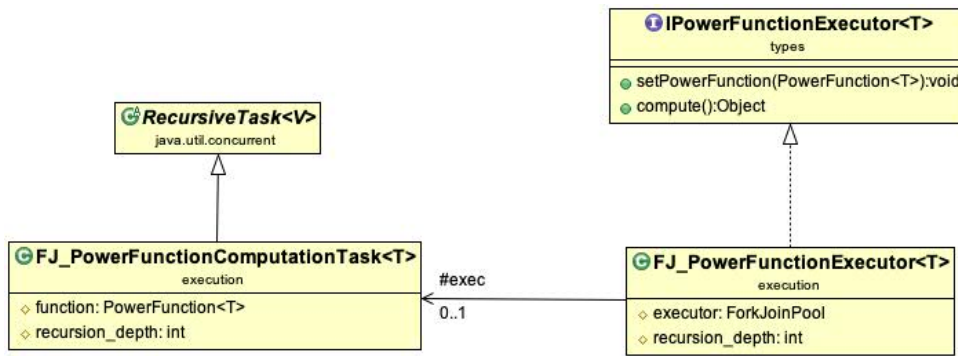 IPowerFunctionExecutor<T>
types
setPowerFunction(PowerFunction<T>):void
compute():Object
RecursiveTask<V>
java.util.concurrent
FJ_PowerFunctionComputationTask<T>
execution
function: PowerFunction<T>
recursion_depth: int
#exec
0..1
FJ_PowerFunctionExecutor<T>
execution
executor: ForkJoinPool
recursion_depth: int